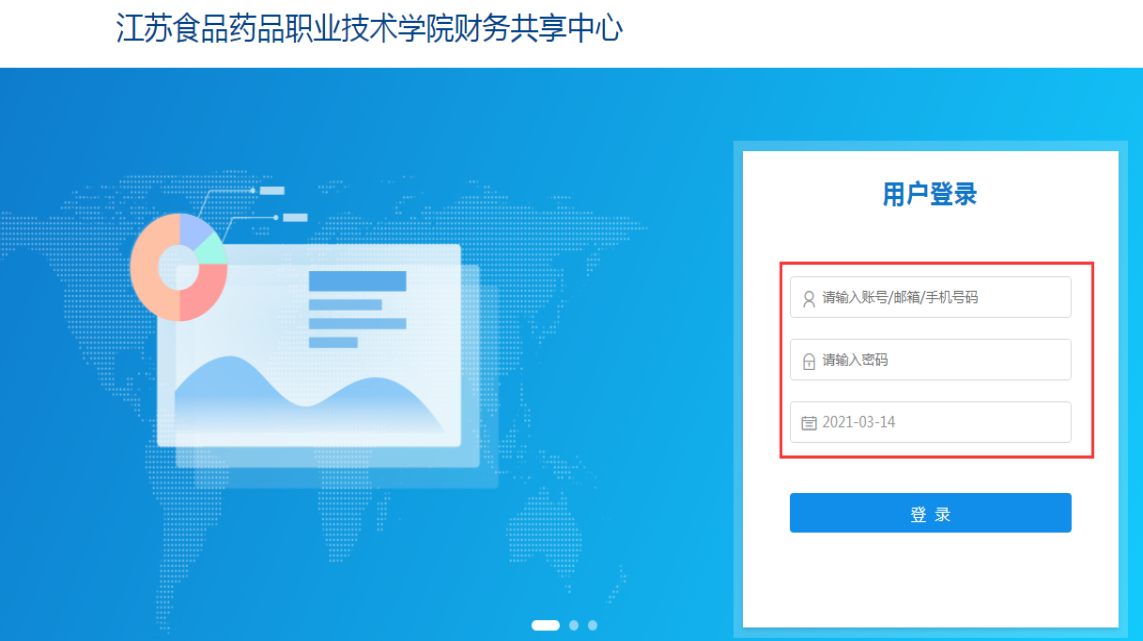 江苏食品药品职业技术学院财务共享中心
用户登录
请输入账号/邮箱/手机号码
请输入密码
2021-03-14
登 录